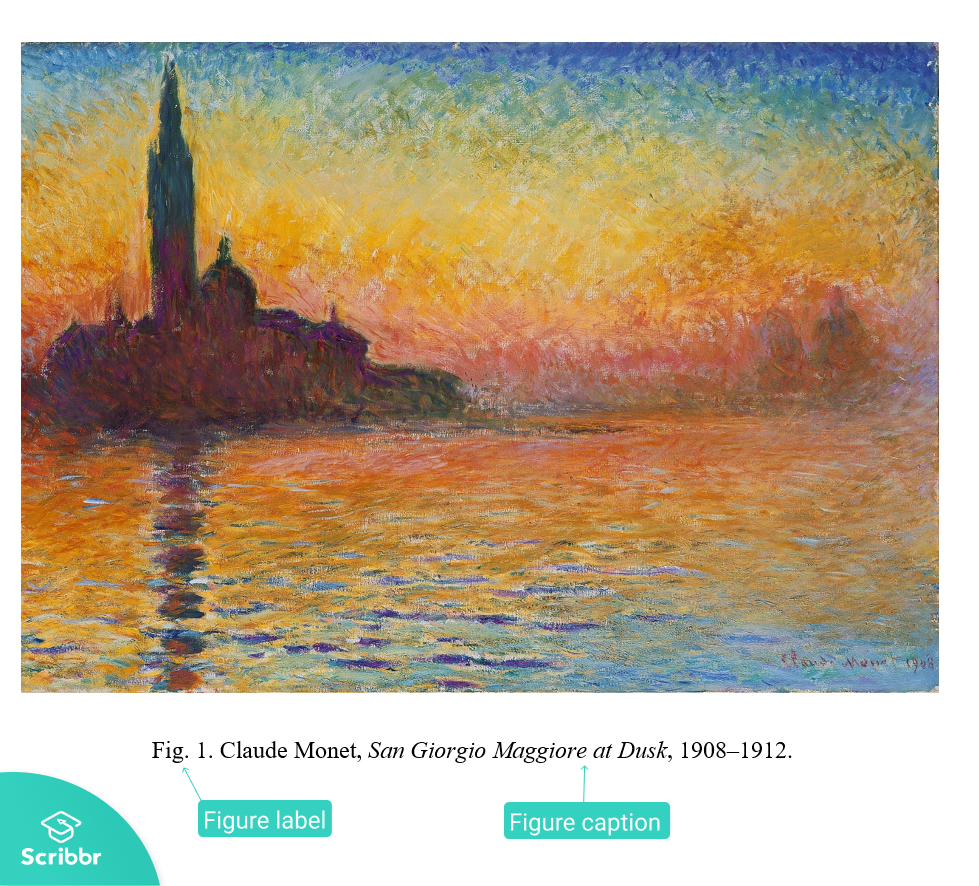 Claude Monet 1908
Fig. 1. Claude Monet, San Giorgio Maggiore at Dusk, 1908–1912.
Figure label
Figure caption
Scribbr